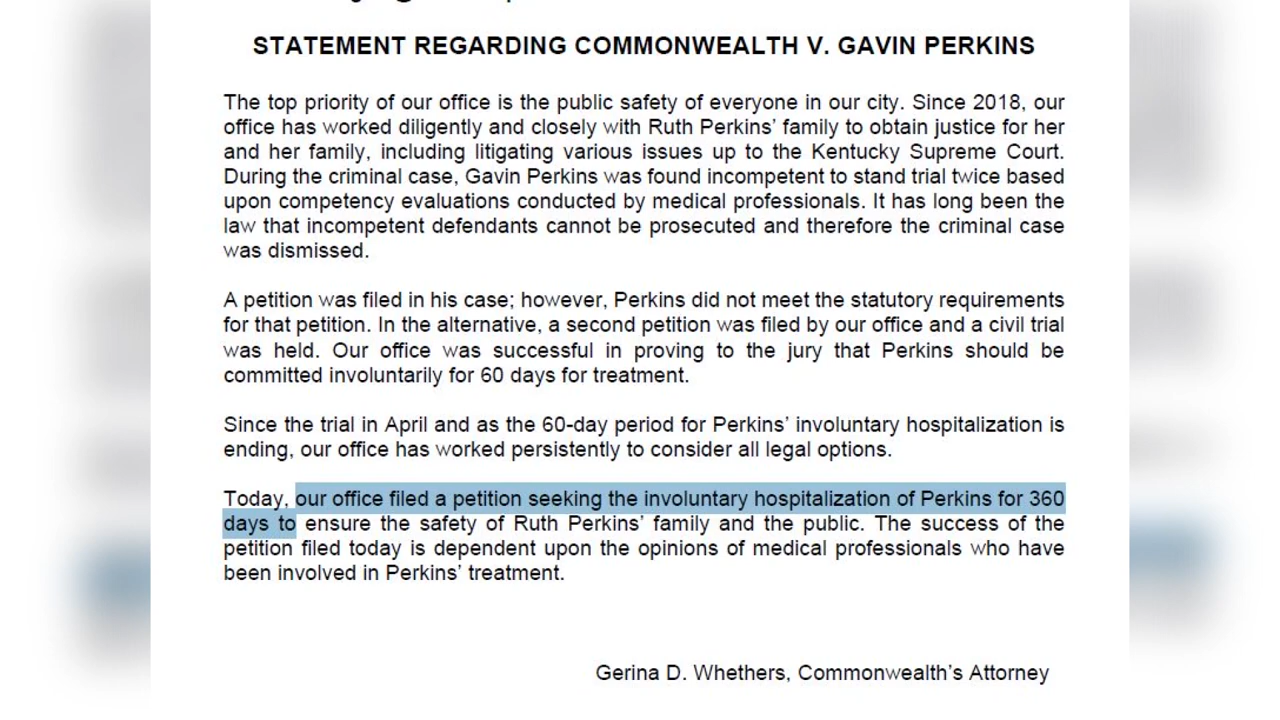 STATEMENT REGARDING COMMONWEALTH V. GAVIN PERKINS
The top priority of our office is the public safety of everyone in our city. Since 2018, our
office has worked diligently and closely with Ruth Perkins’ family to obtain justice for her
and her family, including litigating various issues up to the Kentucky Supreme Court.
During the criminal case, Gavin Perkins was found incompetent to stand trial twice based
upon competency evaluations conducted by medical professionals. It has long been the
law that incompetent defendants cannot be prosecuted and therefore the criminal case
was dismissed.
A petition was filed in his case; however, Perkins did not meet the statutory requirements
for that petition. In the alternative, a second petition was filed by our office and a civil trial
was held. Our office was successful in proving to the jury that Perkins should be
committed involuntarily for 60 days for treatment.
Since the trial in April and as the 60-day period for Perkins’ involuntary hospitalization is
ending, our office has worked persistently to consider all legal options.
Today, our office filed a petition seeking the involuntary hospitalization of Perkins for 360
days to ensure the safety of Ruth Perkins’ family and the public. The success of the
petition filed today is dependent upon the opinions of medical professionals who have
been involved in Perkins’ treatment.
Gerina D. Whethers, Commonwealth’s Attorney